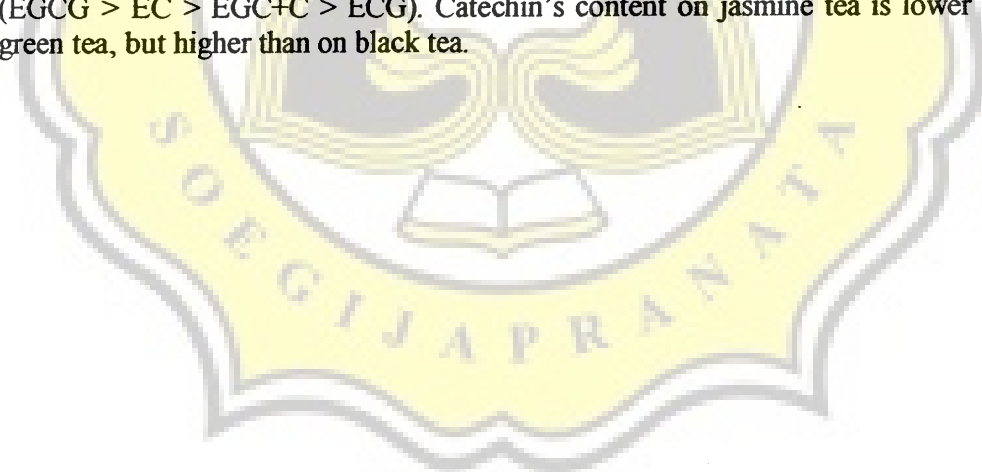 (EGCG > EC > EGC+C > ECG). Catechin's content on jasmine tea is lower
green tea, but higher than on black tea.
SOEGIJAPRANATA